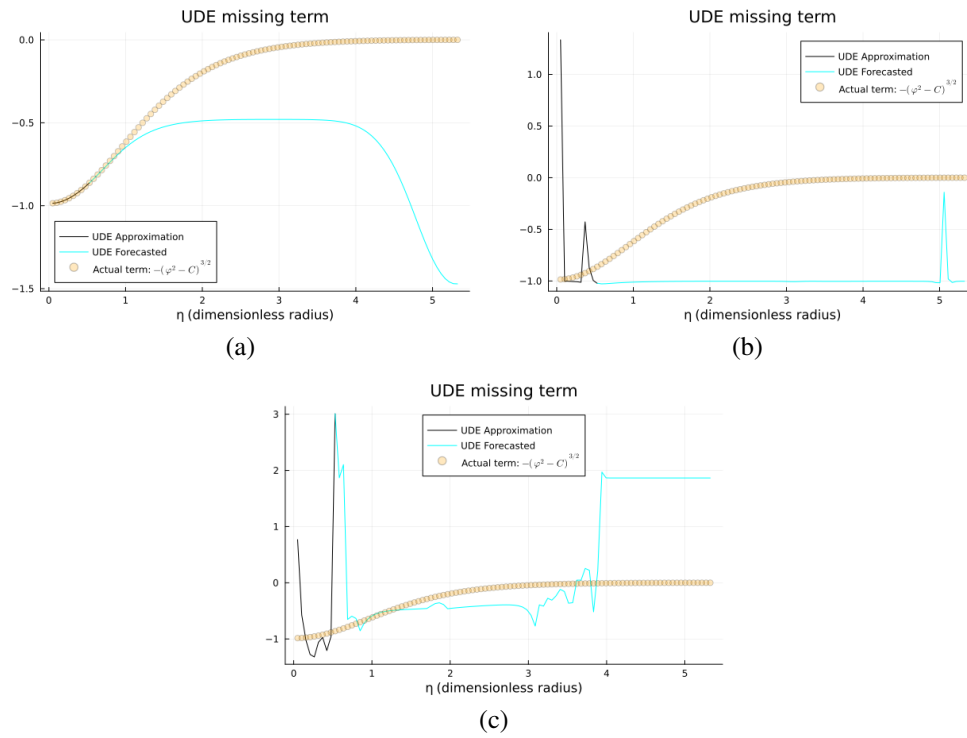 UDE missing term
0.0
−0.5
−1.0
−1.5
UDE Approximation
UDE Forecasted
Actual term: −(φ² − C)^{3/2}
0 1 2 3 4 5
η (dimensionless radius)
(a)
UDE missing term
1.0
0.5
0.0
−0.5
−1.0
UDE Approximation
UDE Forecasted
Actual term: −(φ² − C)^{3/2}
0 1 2 3 4 5
η (dimensionless radius)
(b)
UDE missing term
3
2
1
0
−1
UDE Approximation
UDE Forecasted
Actual term: −(φ² − C)^{3/2}
0 1 2 3 4 5
η (dimensionless radius)
(c)